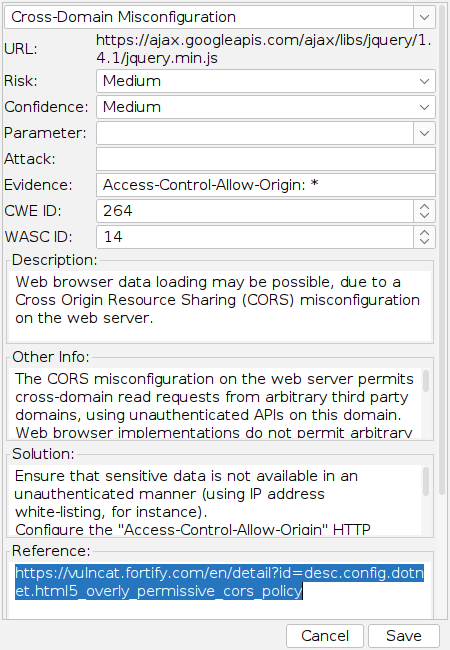 Cross-Domain Misconfiguration
URL: https://ajax.googleapis.com/ajax/libs/jquery/1.
4.1/jquery.min.js
Risk: Medium
Confidence: Medium
Parameter:
Attack:
Evidence: Access-Control-Allow-Origin: *
CWE ID: 264
WASC ID: 14
Description:
Web browser data loading may be possible, due to a
Cross Origin Resource Sharing (CORS) misconfiguration
on the web server.
Other Info:
The CORS misconfiguration on the web server permits
cross-domain read requests from arbitrary third party
domains, using unauthenticated APIs on this domain.
Web browser implementations do not permit arbitrary
Solution:
Ensure that sensitive data is not available in an
unauthenticated manner (using IP address
white-listing, for instance).
Configure the "Access-Control-Allow-Origin" HTTP
Reference:
https://vulncat.fortify.com/en/detail?id=desc.config.dotn
et.html5_overly_permissive_cors_policy
Cancel Save